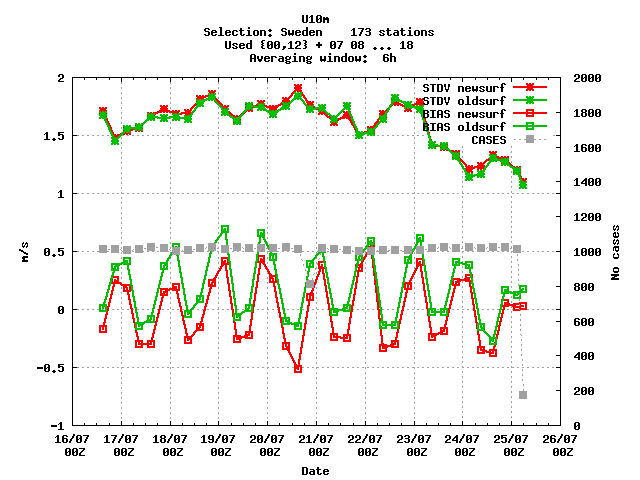 U10m
Selection: Sweden    173 stations
Used {00,12} + 07 08 ... 18
Averaging window:  6h
STDV newsurf
STDV oldsurf
BIAS newsurf
BIAS oldsurf
CASES
2
1.5
1
0.5
0
-0.5
-1
m/s
2000
1800
1600
1400
1200
1000
800
600
400
200
0
No cases
16/07 17/07 18/07 19/07 20/07 21/07 22/07 23/07 24/07 25/07 26/07
00Z 00Z 00Z 00Z 00Z 00Z 00Z 00Z 00Z 00Z 00Z
Date